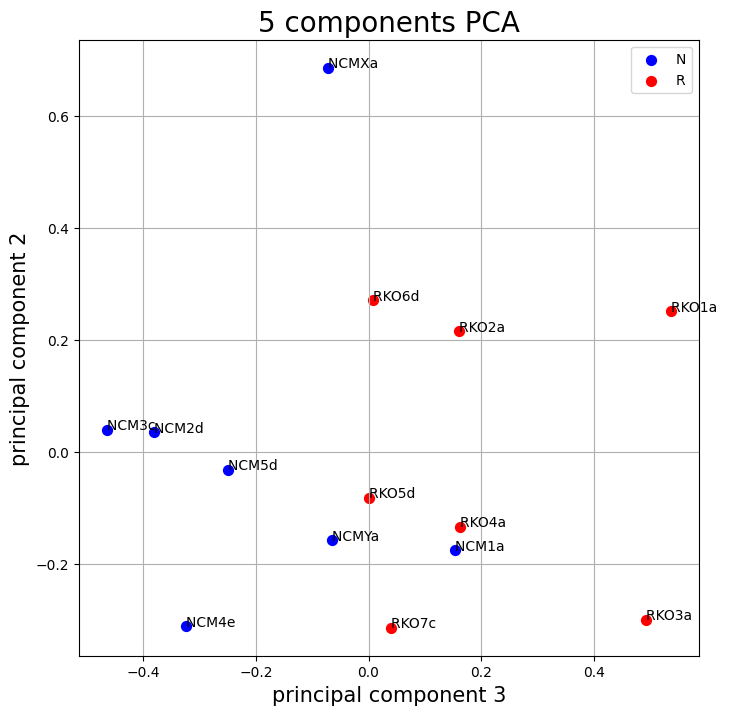 5 components PCA
NCMXa
N
R
0.6
0.4
RKO6d
RKO1a
RKO2a
0.2
principal component 2
NCM3c
NCM2d
0.0
NCM5d
RKO5d
RKO4a
NCMYa
NCM1a
−0.2
NCM4e
RKO7c
RKO3a
−0.4
−0.2
0.0
0.2
0.4
principal component 3